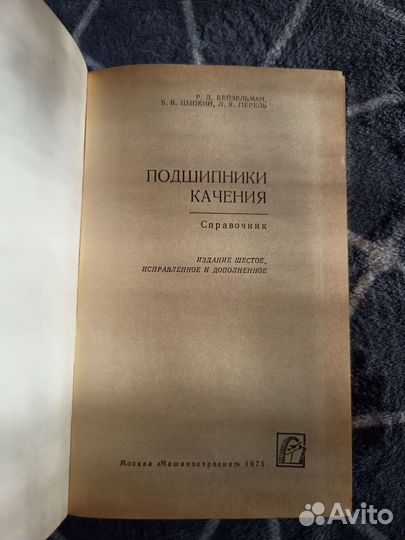 Р. Д. БЕЙЗЕЛЬМАН,
Б. В. ЦЫПКИН, Л. Я. ПЕРЕЛЬ
ПОДШИПНИКИ
КАЧЕНИЯ
Справочник
ИЗДАНИЕ ШЕСТОЕ,
ИСПРАВЛЕННОЕ И ДОПОЛНЕННОЕ
Москва «Машиностроение» 1975
Avito